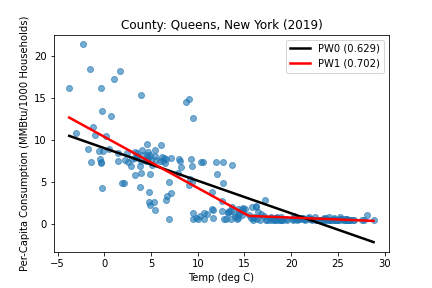 County: Queens, New York (2019)
PW0 (0.629)
PW1 (0.702)
Per-Capita Consumption (MMBtu/1000 Households)
20
15
10
5
0
−5 0 5 10 15 20 25 30
Temp (deg C)